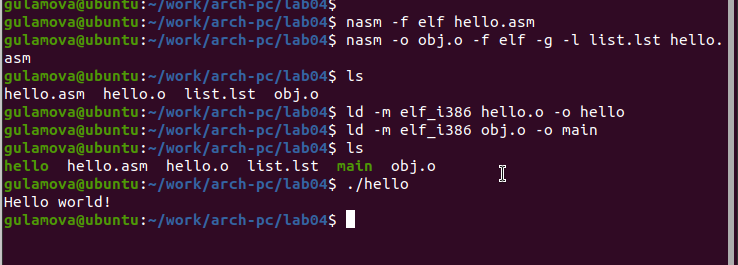 gulamova@ubuntu:~/work/arch-pc/lab04$
gulamova@ubuntu:~/work/arch-pc/lab04$ nasm -f elf hello.asm
gulamova@ubuntu:~/work/arch-pc/lab04$ nasm -o obj.o -f elf -g -l list.lst hello.
asm
gulamova@ubuntu:~/work/arch-pc/lab04$ ls
hello.asm  hello.o  list.lst  obj.o
gulamova@ubuntu:~/work/arch-pc/lab04$ ld -m elf_i386 hello.o -o hello
gulamova@ubuntu:~/work/arch-pc/lab04$ ld -m elf_i386 obj.o -o main
gulamova@ubuntu:~/work/arch-pc/lab04$ ls
hello  hello.asm  hello.o  list.lst  main  obj.o
gulamova@ubuntu:~/work/arch-pc/lab04$ ./hello
Hello world!
gulamova@ubuntu:~/work/arch-pc/lab04$